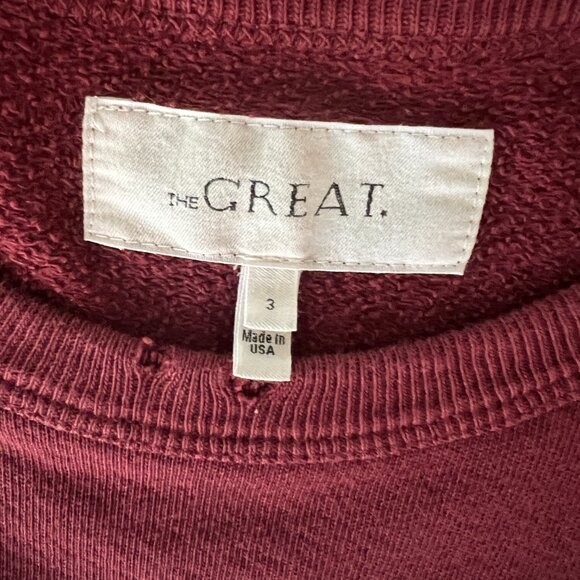 THE GREAT.
3
Made in
USA